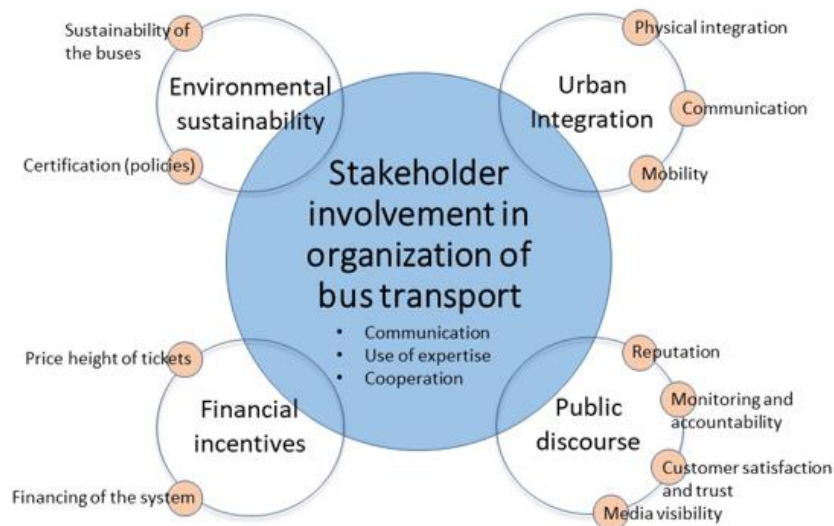 Sustainability of
the buses
Environmental
sustainability
Certification (policies)
Physical integration
Urban
Integration
Communication
Mobility
Stakeholder
involvement in
organization of
bus transport
• Communication
• Use of expertise
• Cooperation
Price height of tickets
Financial
incentives
Financing of the system
Reputation
Public
discourse
Monitoring and
accountability
Customer satisfaction
and trust
Media visibility